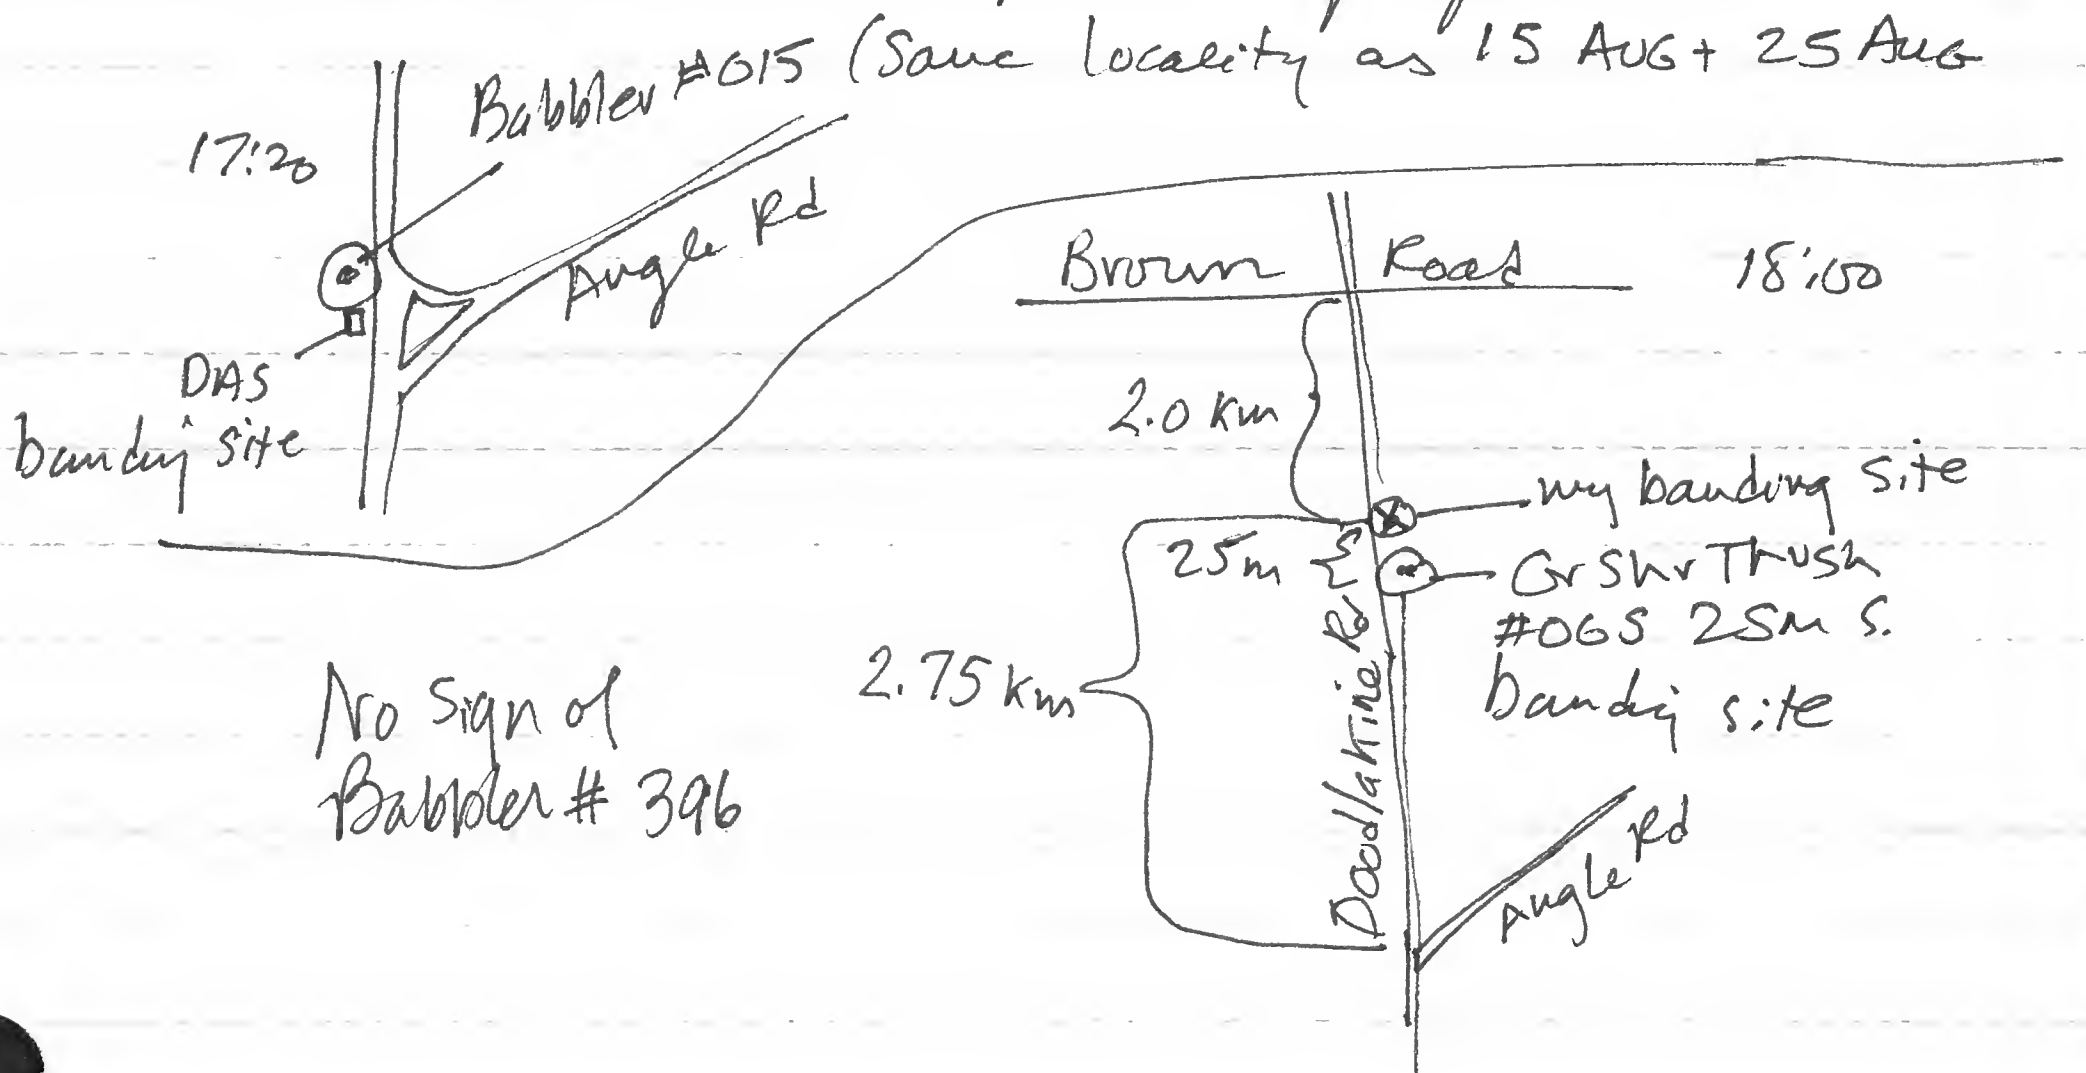 Babbler #015 (Same locality as 15 AUG + 25 AUG
17:20
Angle Rd
DAS
banding site
Brown Road 18:00
2.0 km
my banding site
25m
Gr Shr Thrush
#065 25m S.
banding site
2.75 km
Doodlakine Rd
Angle Rd
No sign of
Babbler # 396